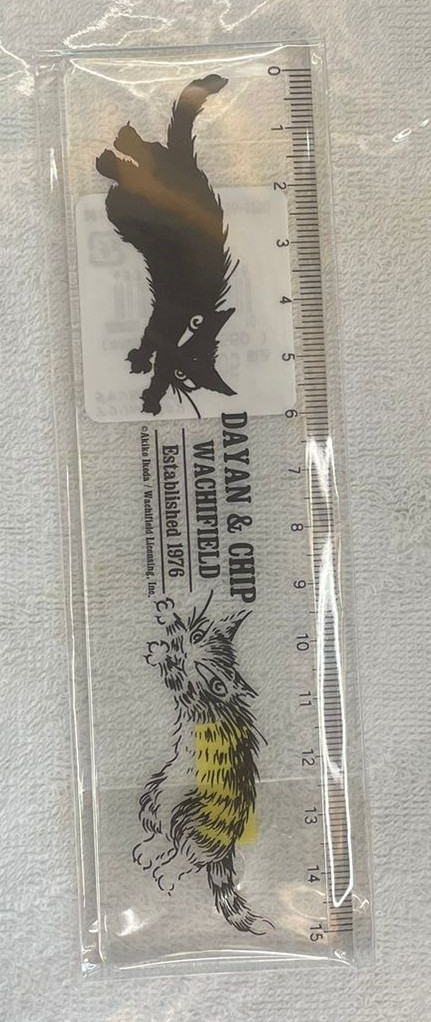 0 1 2 3 4 5 6 7 8 9 10 11 12 13 14 15
DAYAN & CHIP
WACHIFIELD
Established 1976
©Akiko Ikeda / Wachifield Licensing, Inc.